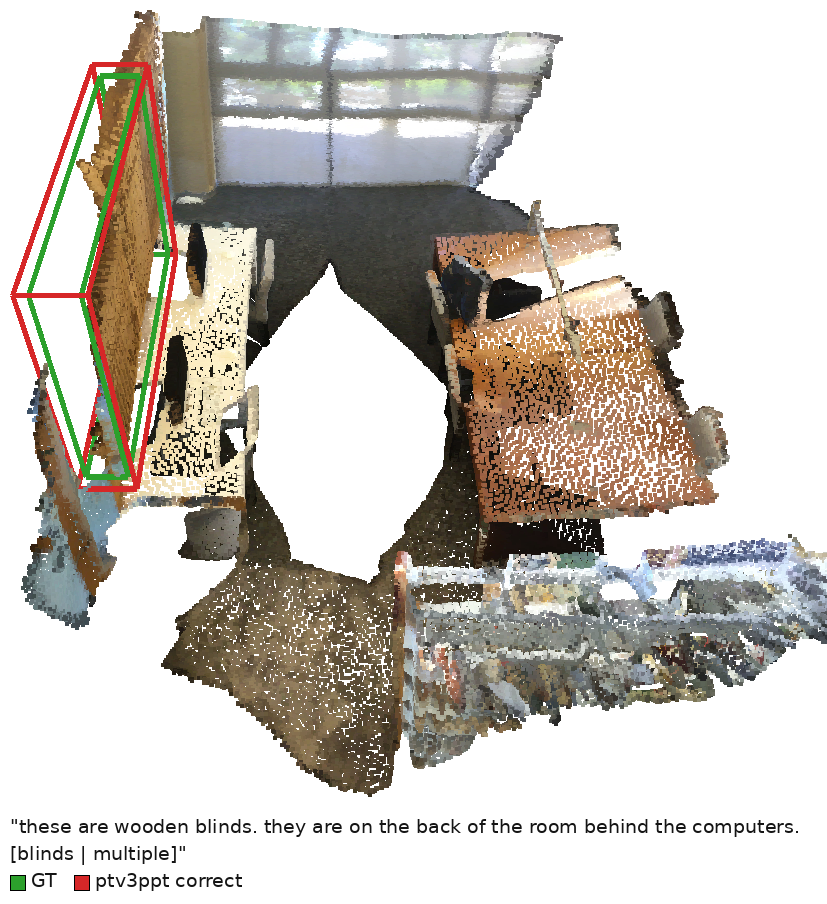 "these are wooden blinds. they are on the back of the room behind the computers.
[blinds | multiple]"
GT ptv3ppt correct